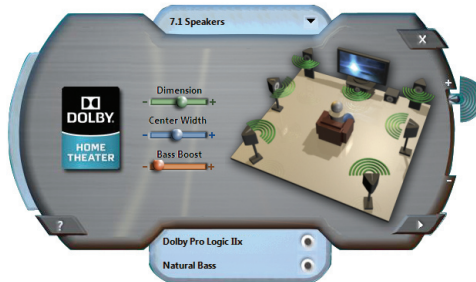 7.1 Speakers
X
Dimension
- +
DOLBY
Center Width
- +
HOME
THEATER
Bass Boost
- +
+
-
?
Dolby Pro Logic IIx
Natural Bass